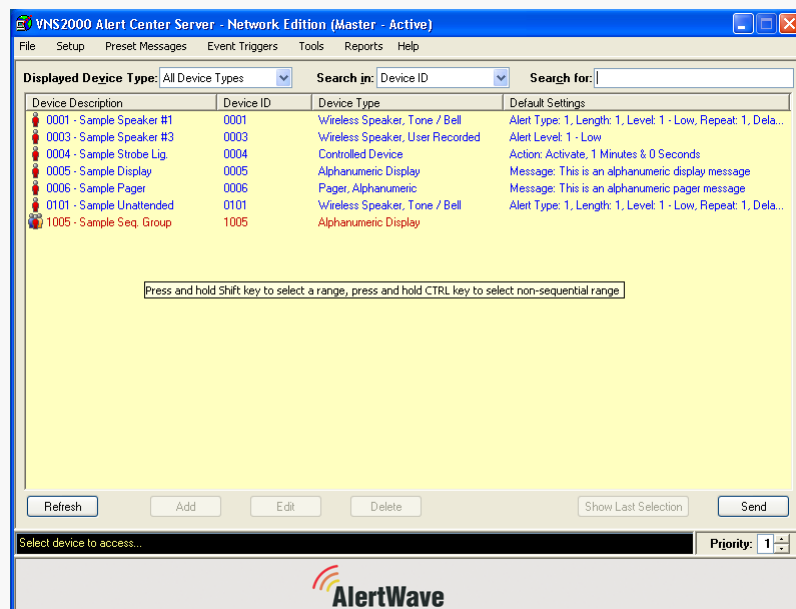 VNS2000 Alert Center Server - Network Edition (Master - Active)
File Setup Preset Messages Event Triggers Tools Reports Help
Displayed Device Type: All Device Types Search in: Device ID Search for:
Device Description Device ID Device Type Default Settings
0001 - Sample Speaker #1 0001 Wireless Speaker, Tone / Bell Alert Type: 1, Length: 1, Level: 1 - Low, Repeat: 1, Dela...
0003 - Sample Speaker #3 0003 Wireless Speaker, User Recorded Alert Level: 1 - Low
0004 - Sample Strobe Lig. 0004 Controlled Device Action: Activate, 1 Minutes & 0 Seconds
0005 - Sample Display 0005 Alphanumeric Display Message: This is an alphanumeric display message
0006 - Sample Pager 0006 Pager, Alphanumeric Message: This is an alphanumeric pager message
0101 - Sample Unattended 0101 Wireless Speaker, Tone / Bell Alert Type: 1, Length: 1, Level: 1 - Low, Repeat: 1, Dela...
1005 - Sample Seq. Group 1005 Alphanumeric Display
Press and hold Shift key to select a range, press and hold CTRL key to select non-sequential range
Refresh Add Edit Delete Show Last Selection Send
Select device to access... Priority: 1
AlertWave